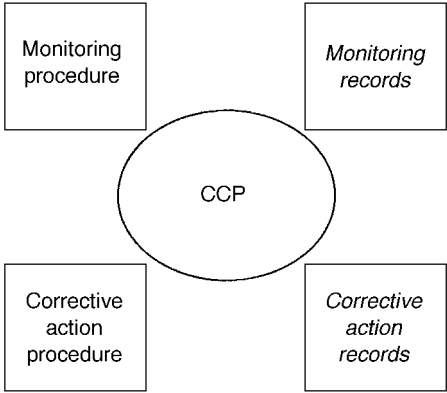 Monitoring
procedure
Monitoring
records
CCP
Corrective
action
procedure
Corrective
action
records